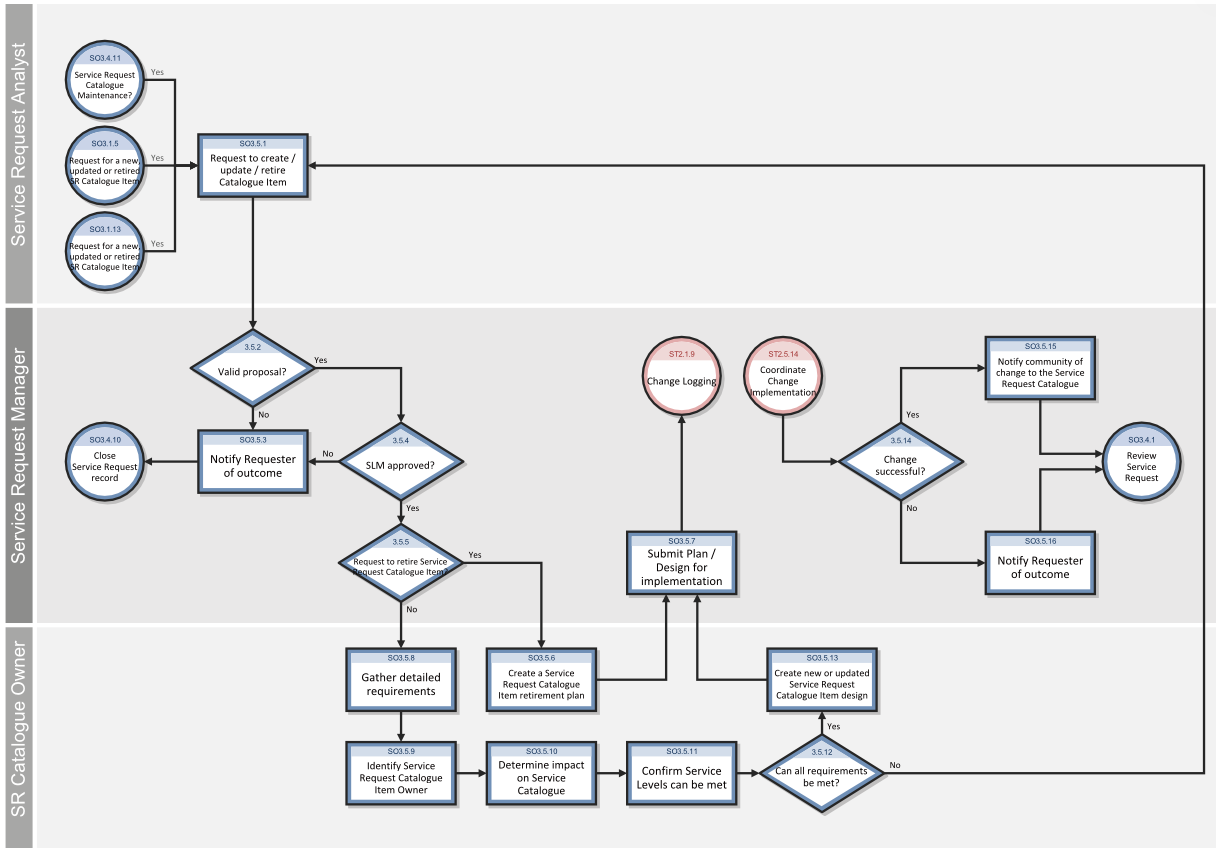 Service Request Analyst
SO3.4.11
Service Request
Catalogue
Maintenance?
Yes
SO3.1.5
Request for a new,
updated or retired
SR Catalogue Item
Yes
SO3.1.13
Request for a new,
updated or retired
SR Catalogue Item
Yes
SO3.5.1
Request to create /
update / retire
Catalogue Item
Service Request Manager
3.5.2
Valid proposal?
Yes
No
SO3.4.10
Close
Service Request
record
SO3.5.3
Notify Requester
of outcome
No
3.5.4
SLM approved?
Yes
3.5.5
Request to retire Service
Request Catalogue Item?
Yes
No
ST2.1.9
Change Logging
ST2.5.14
Coordinate
Change
Implementation
SO3.5.7
Submit Plan /
Design for
implementation
3.5.14
Change
successful?
Yes
No
SO3.5.15
Notify community of
change to the Service
Request Catalogue
SO3.4.1
Review
Service
Request
SO3.5.16
Notify Requester
of outcome
SR Catalogue Owner
SO3.5.8
Gather detailed
requirements
SO3.5.6
Create a Service
Request Catalogue
Item retirement plan
SO3.5.13
Create new or updated
Service Request
Catalogue Item design
Yes
SO3.5.9
Identify Service
Request Catalogue
Item Owner
SO3.5.10
Determine impact
on Service
Catalogue
SO3.5.11
Confirm Service
Levels can be met
3.5.12
Can all requirements
be met?
No